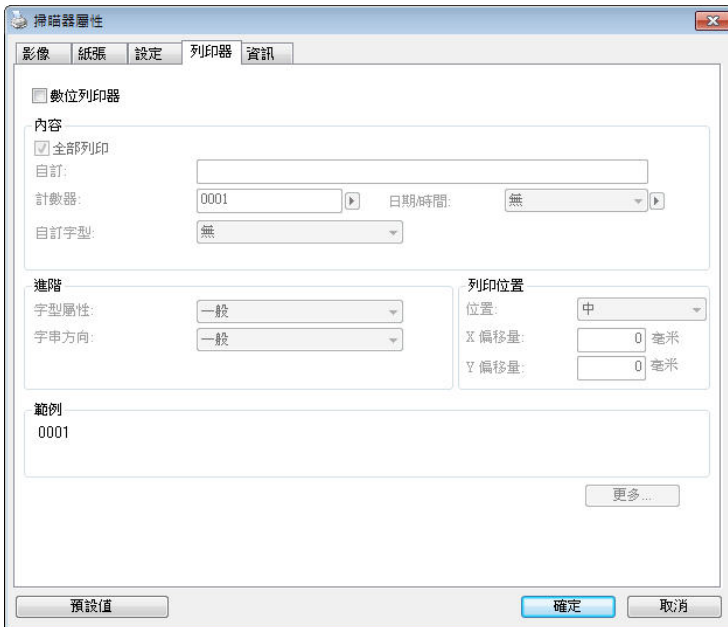 掃瞄器屬性
影像 紙張 設定 列印器 資訊
數位列印器
內容
全部列印
自訂:
計數器: 0001 日期/時間: 無
自訂字型: 無
進階
字型屬性: 一般
字串方向: 一般
列印位置
位置: 中
X 偏移量: 0 毫米
Y 偏移量: 0 毫米
範例
0001
更多...
預設值 確定 取消